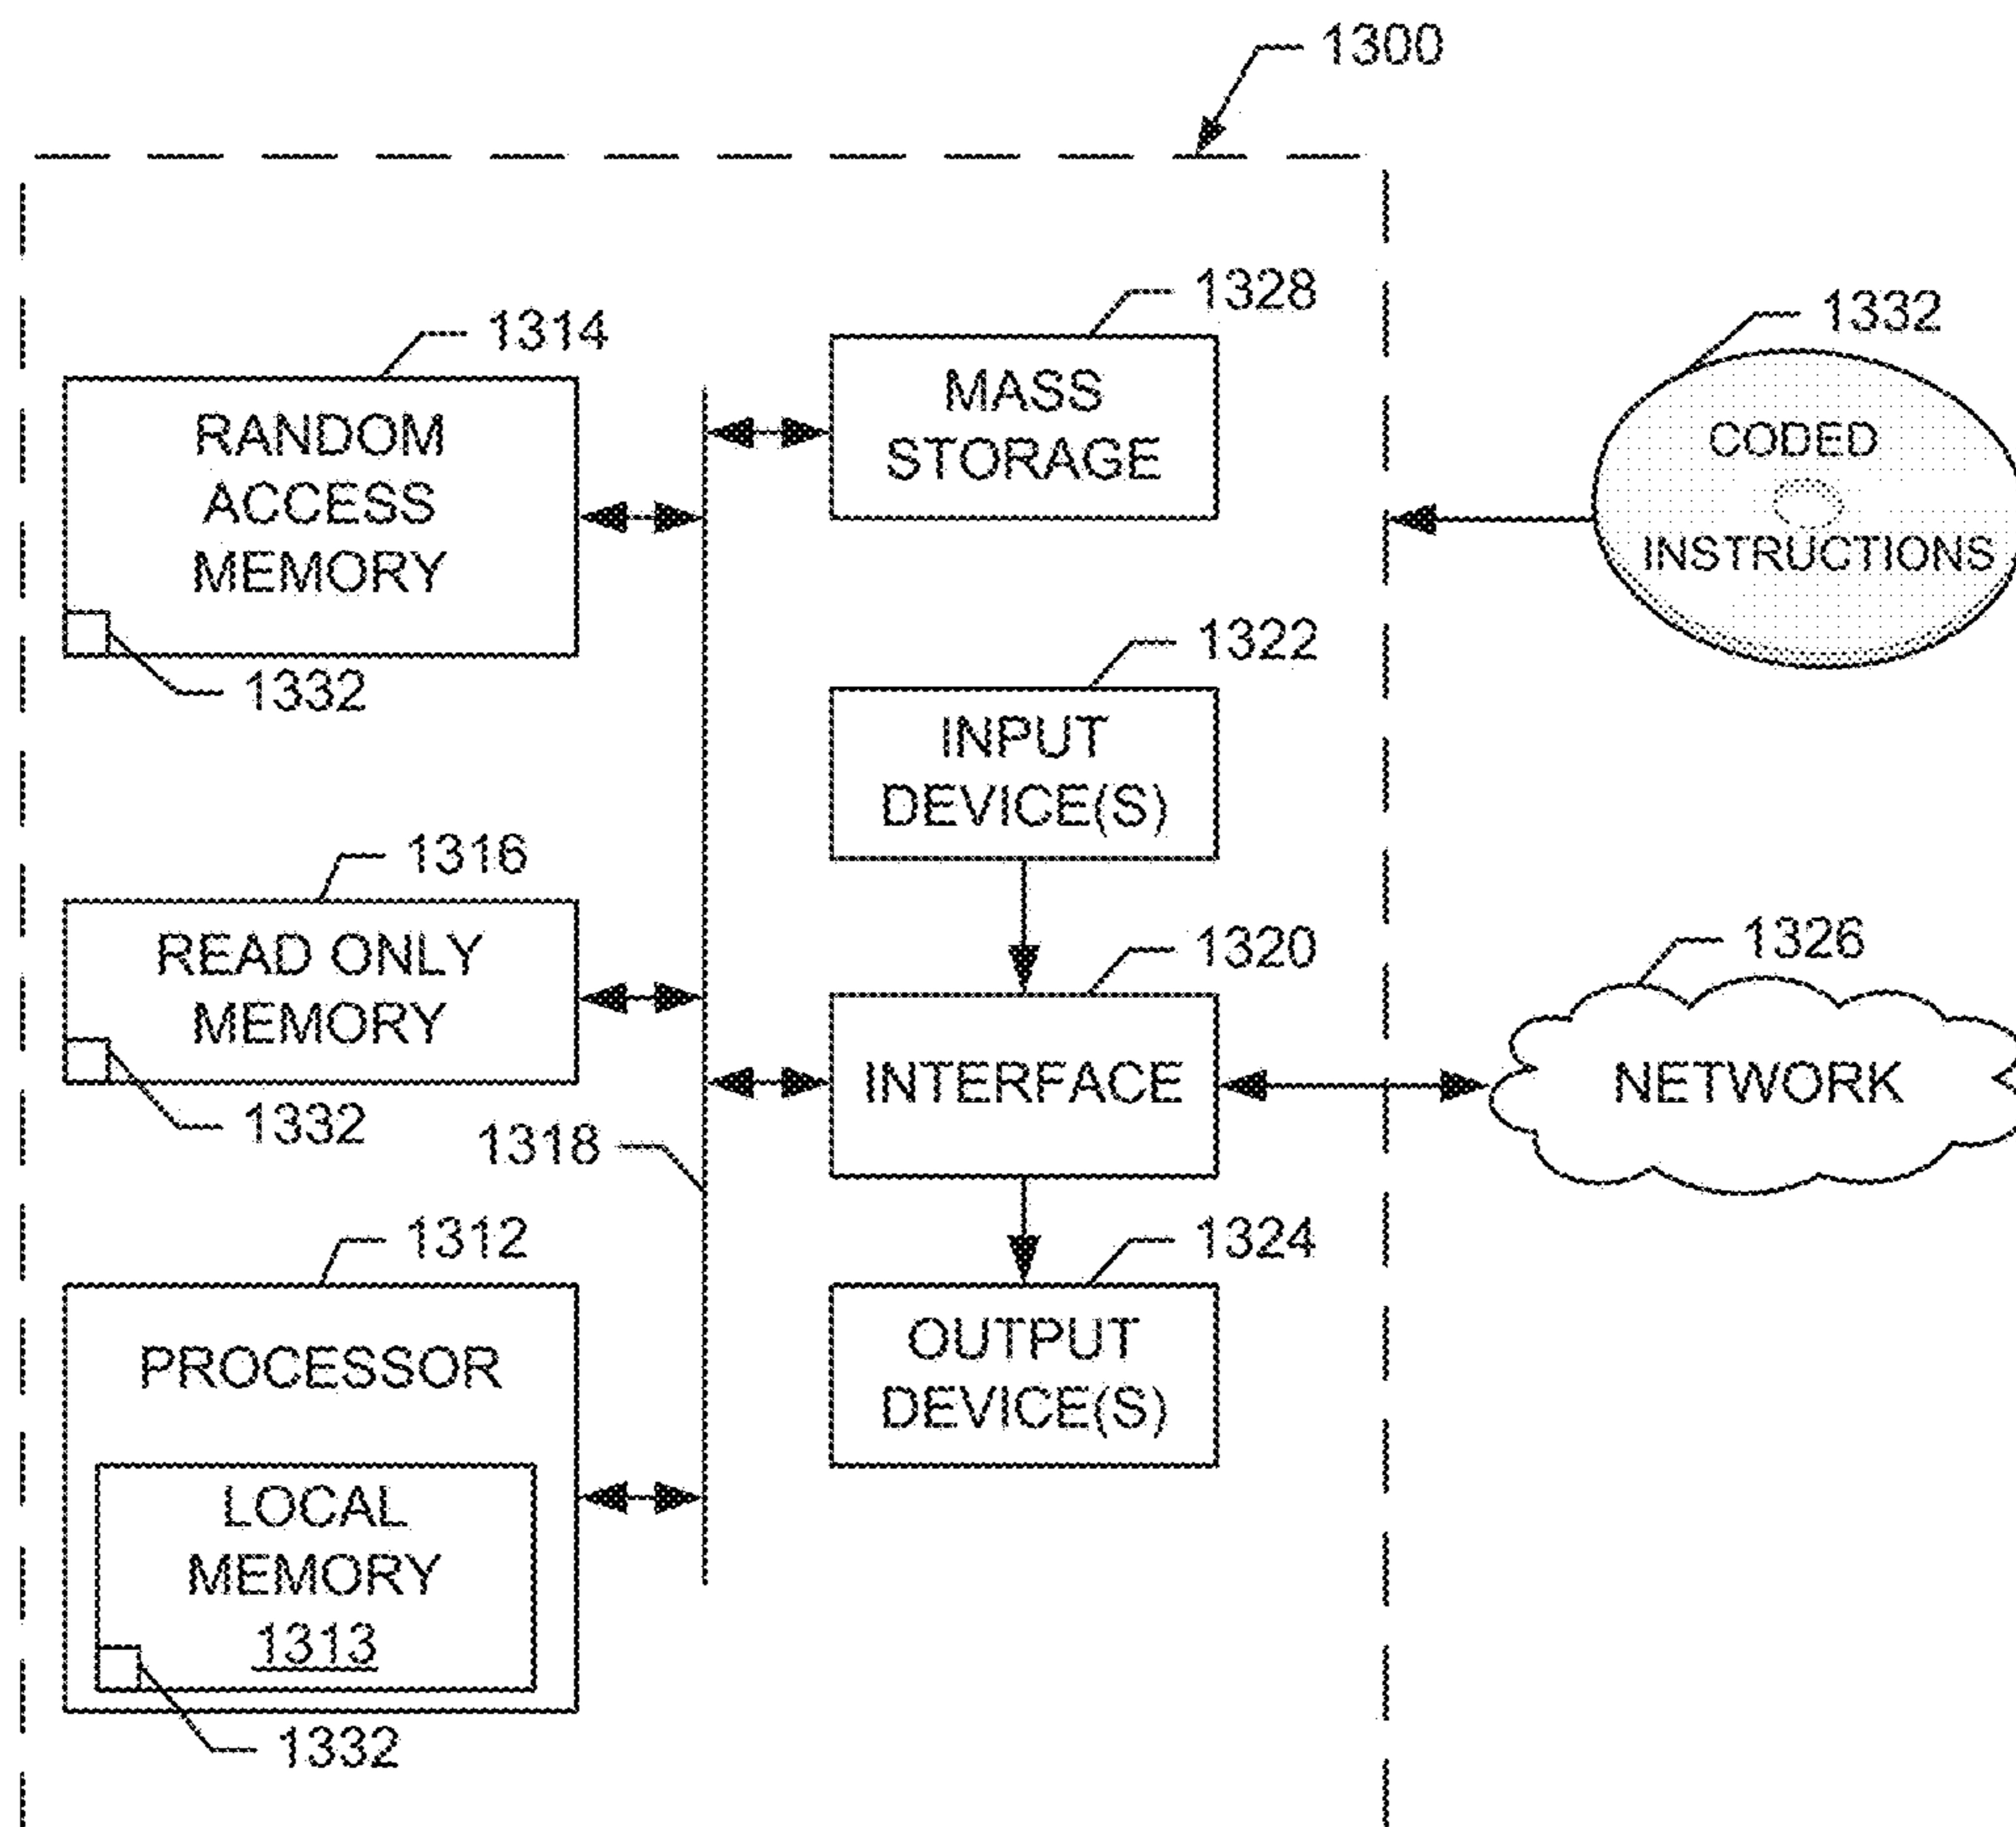 1300
1328
MASS
STORAGE
1314
RANDOM
ACCESS
MEMORY
1332
1332
CODED
INSTRUCTIONS
1322
INPUT
DEVICE(S)
1316
READ ONLY
MEMORY
1332
1320
INTERFACE
1326
NETWORK
1318
1312
PROCESSOR
LOCAL
MEMORY
1313
1332
1324
OUTPUT
DEVICE(S)